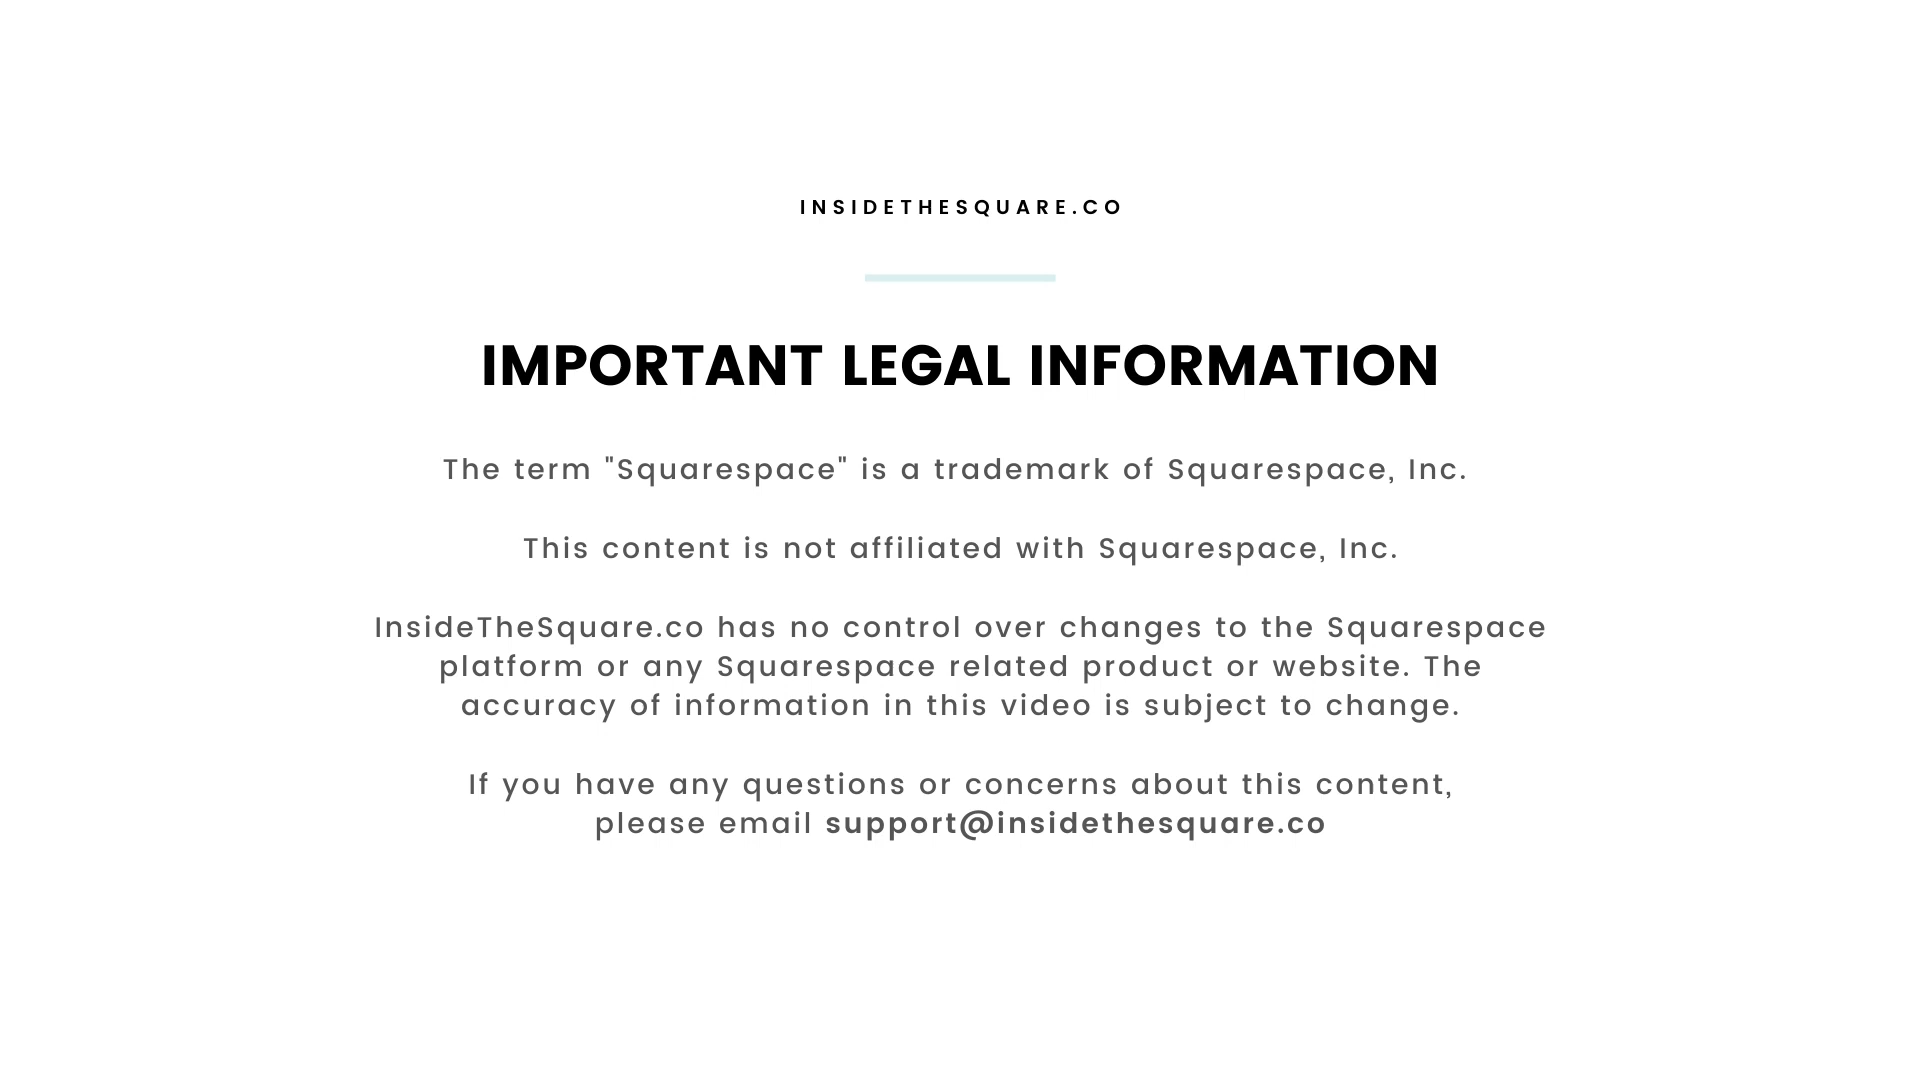 INSIDETHESQUARE.CO
IMPORTANT LEGAL INFORMATION
The term "Squarespace" is a trademark of Squarespace, Inc.
This content is not affiliated with Squarespace, Inc.
InsideTheSquare.co has no control over changes to the Squarespace
platform or any Squarespace related product or website. The
accuracy of information in this video is subject to change.
If you have any questions or concerns about this content,
please email support@insidethesquare.co